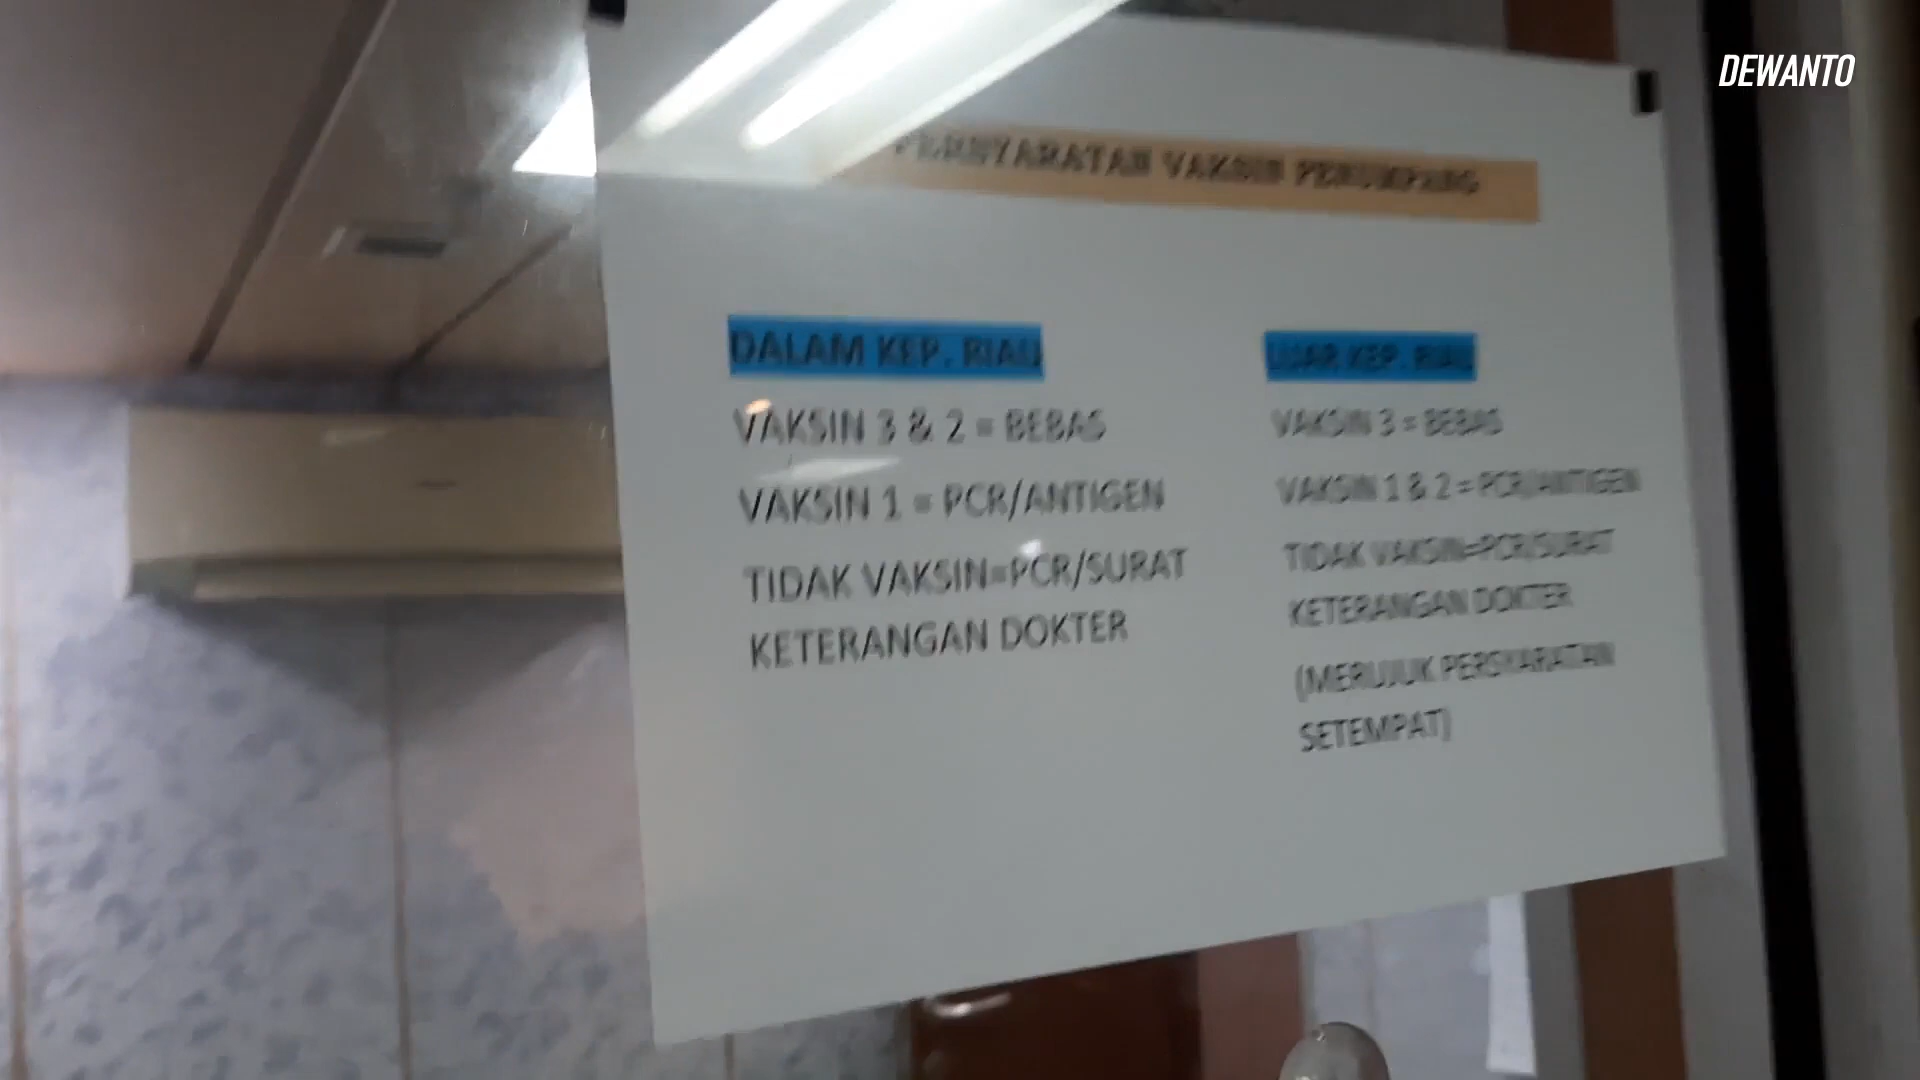 DEWANTO
PERSYARATAN VAKSIN PENUMPANG
DALAM KEP. RIAU
VAKSIN 3 & 2 = BEBAS
VAKSIN 1 = PCR/ANTIGEN
TIDAK VAKSIN=PCR/SURAT
KETERANGAN DOKTER
LUAR KEP. RIAU
VAKSIN 3 = BEBAS
VAKSIN 1 & 2 = PCR/ANTIGEN
TIDAK VAKSIN=PCR/SURAT
KETERANGAN DOKTER
(MERUJUK PERSYARATAN
SETEMPAT)